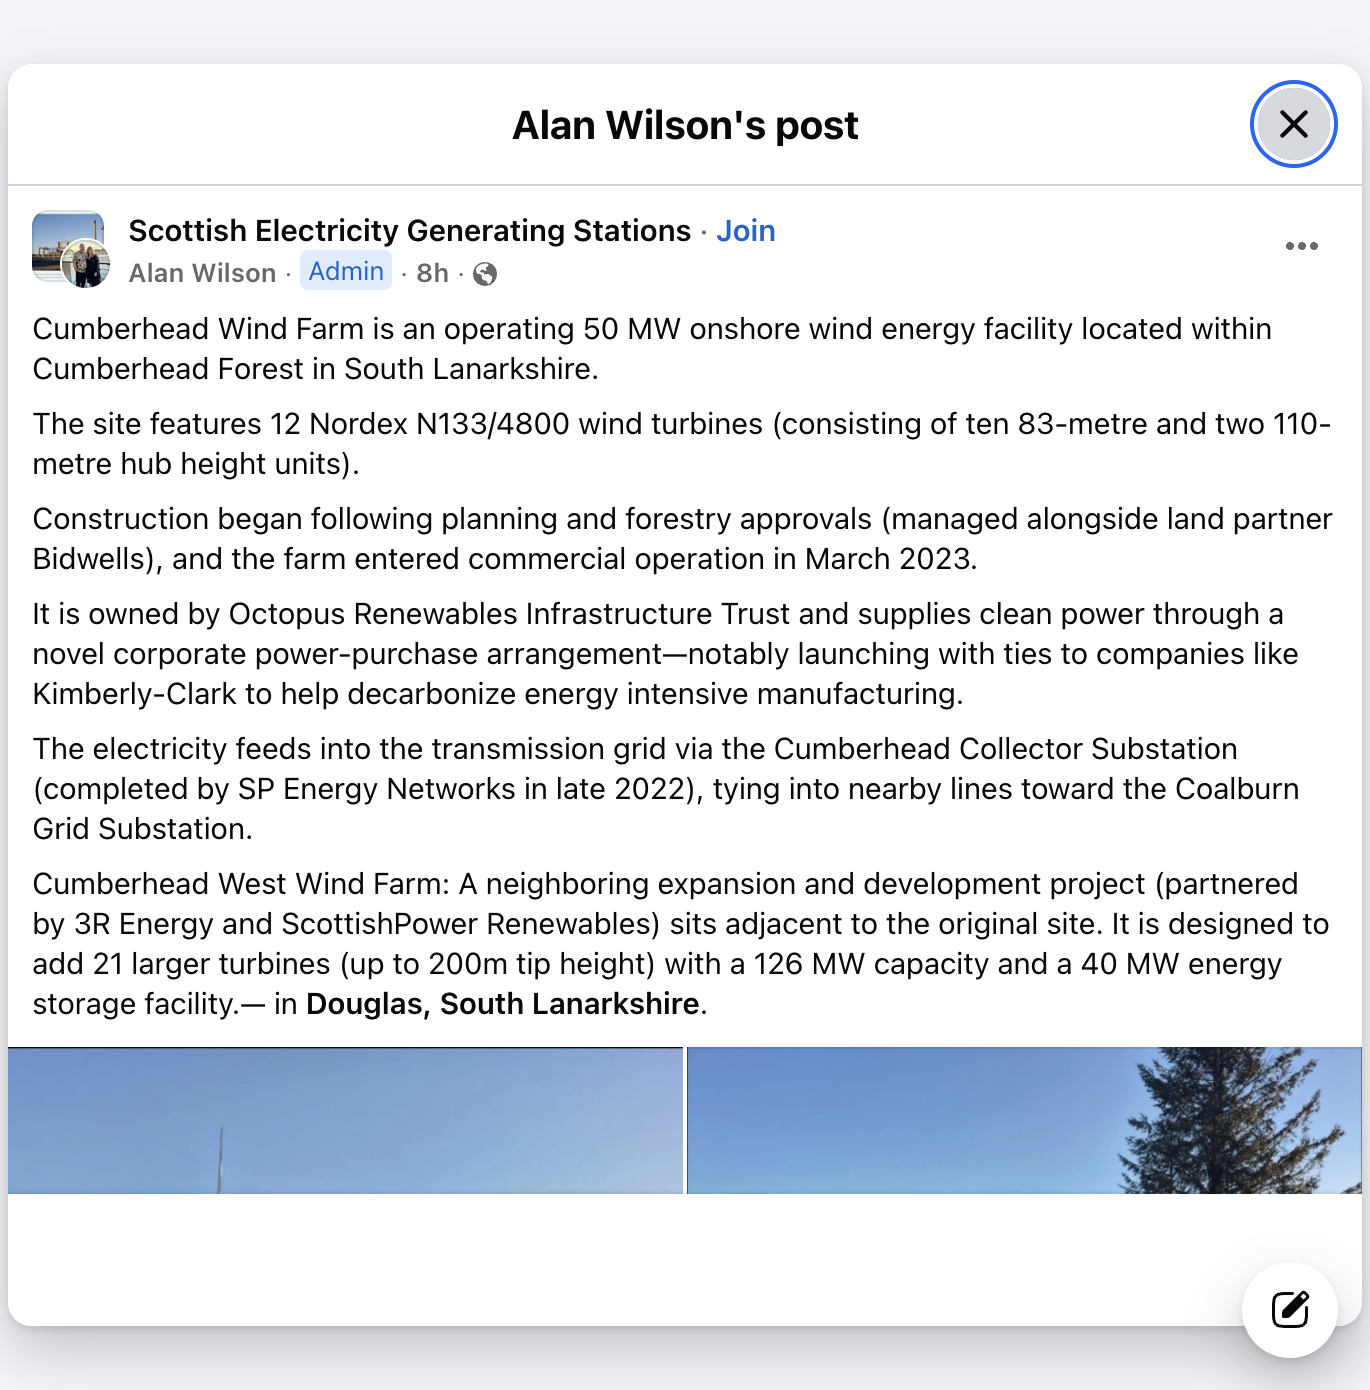 Alan Wilson's post
Scottish Electricity Generating Stations · Join
Alan Wilson · Admin · 8h ·
Cumberhead Wind Farm is an operating 50 MW onshore wind energy facility located within
Cumberhead Forest in South Lanarkshire.
The site features 12 Nordex N133/4800 wind turbines (consisting of ten 83-metre and two 110-
metre hub height units).
Construction began following planning and forestry approvals (managed alongside land partner
Bidwells), and the farm entered commercial operation in March 2023.
It is owned by Octopus Renewables Infrastructure Trust and supplies clean power through a
novel corporate power-purchase arrangement—notably launching with ties to companies like
Kimberly-Clark to help decarbonize energy intensive manufacturing.
The electricity feeds into the transmission grid via the Cumberhead Collector Substation
(completed by SP Energy Networks in late 2022), tying into nearby lines toward the Coalburn
Grid Substation.
Cumberhead West Wind Farm: A neighboring expansion and development project (partnered
by 3R Energy and ScottishPower Renewables) sits adjacent to the original site. It is designed to
add 21 larger turbines (up to 200m tip height) with a 126 MW capacity and a 40 MW energy
storage facility.— in Douglas, South Lanarkshire.